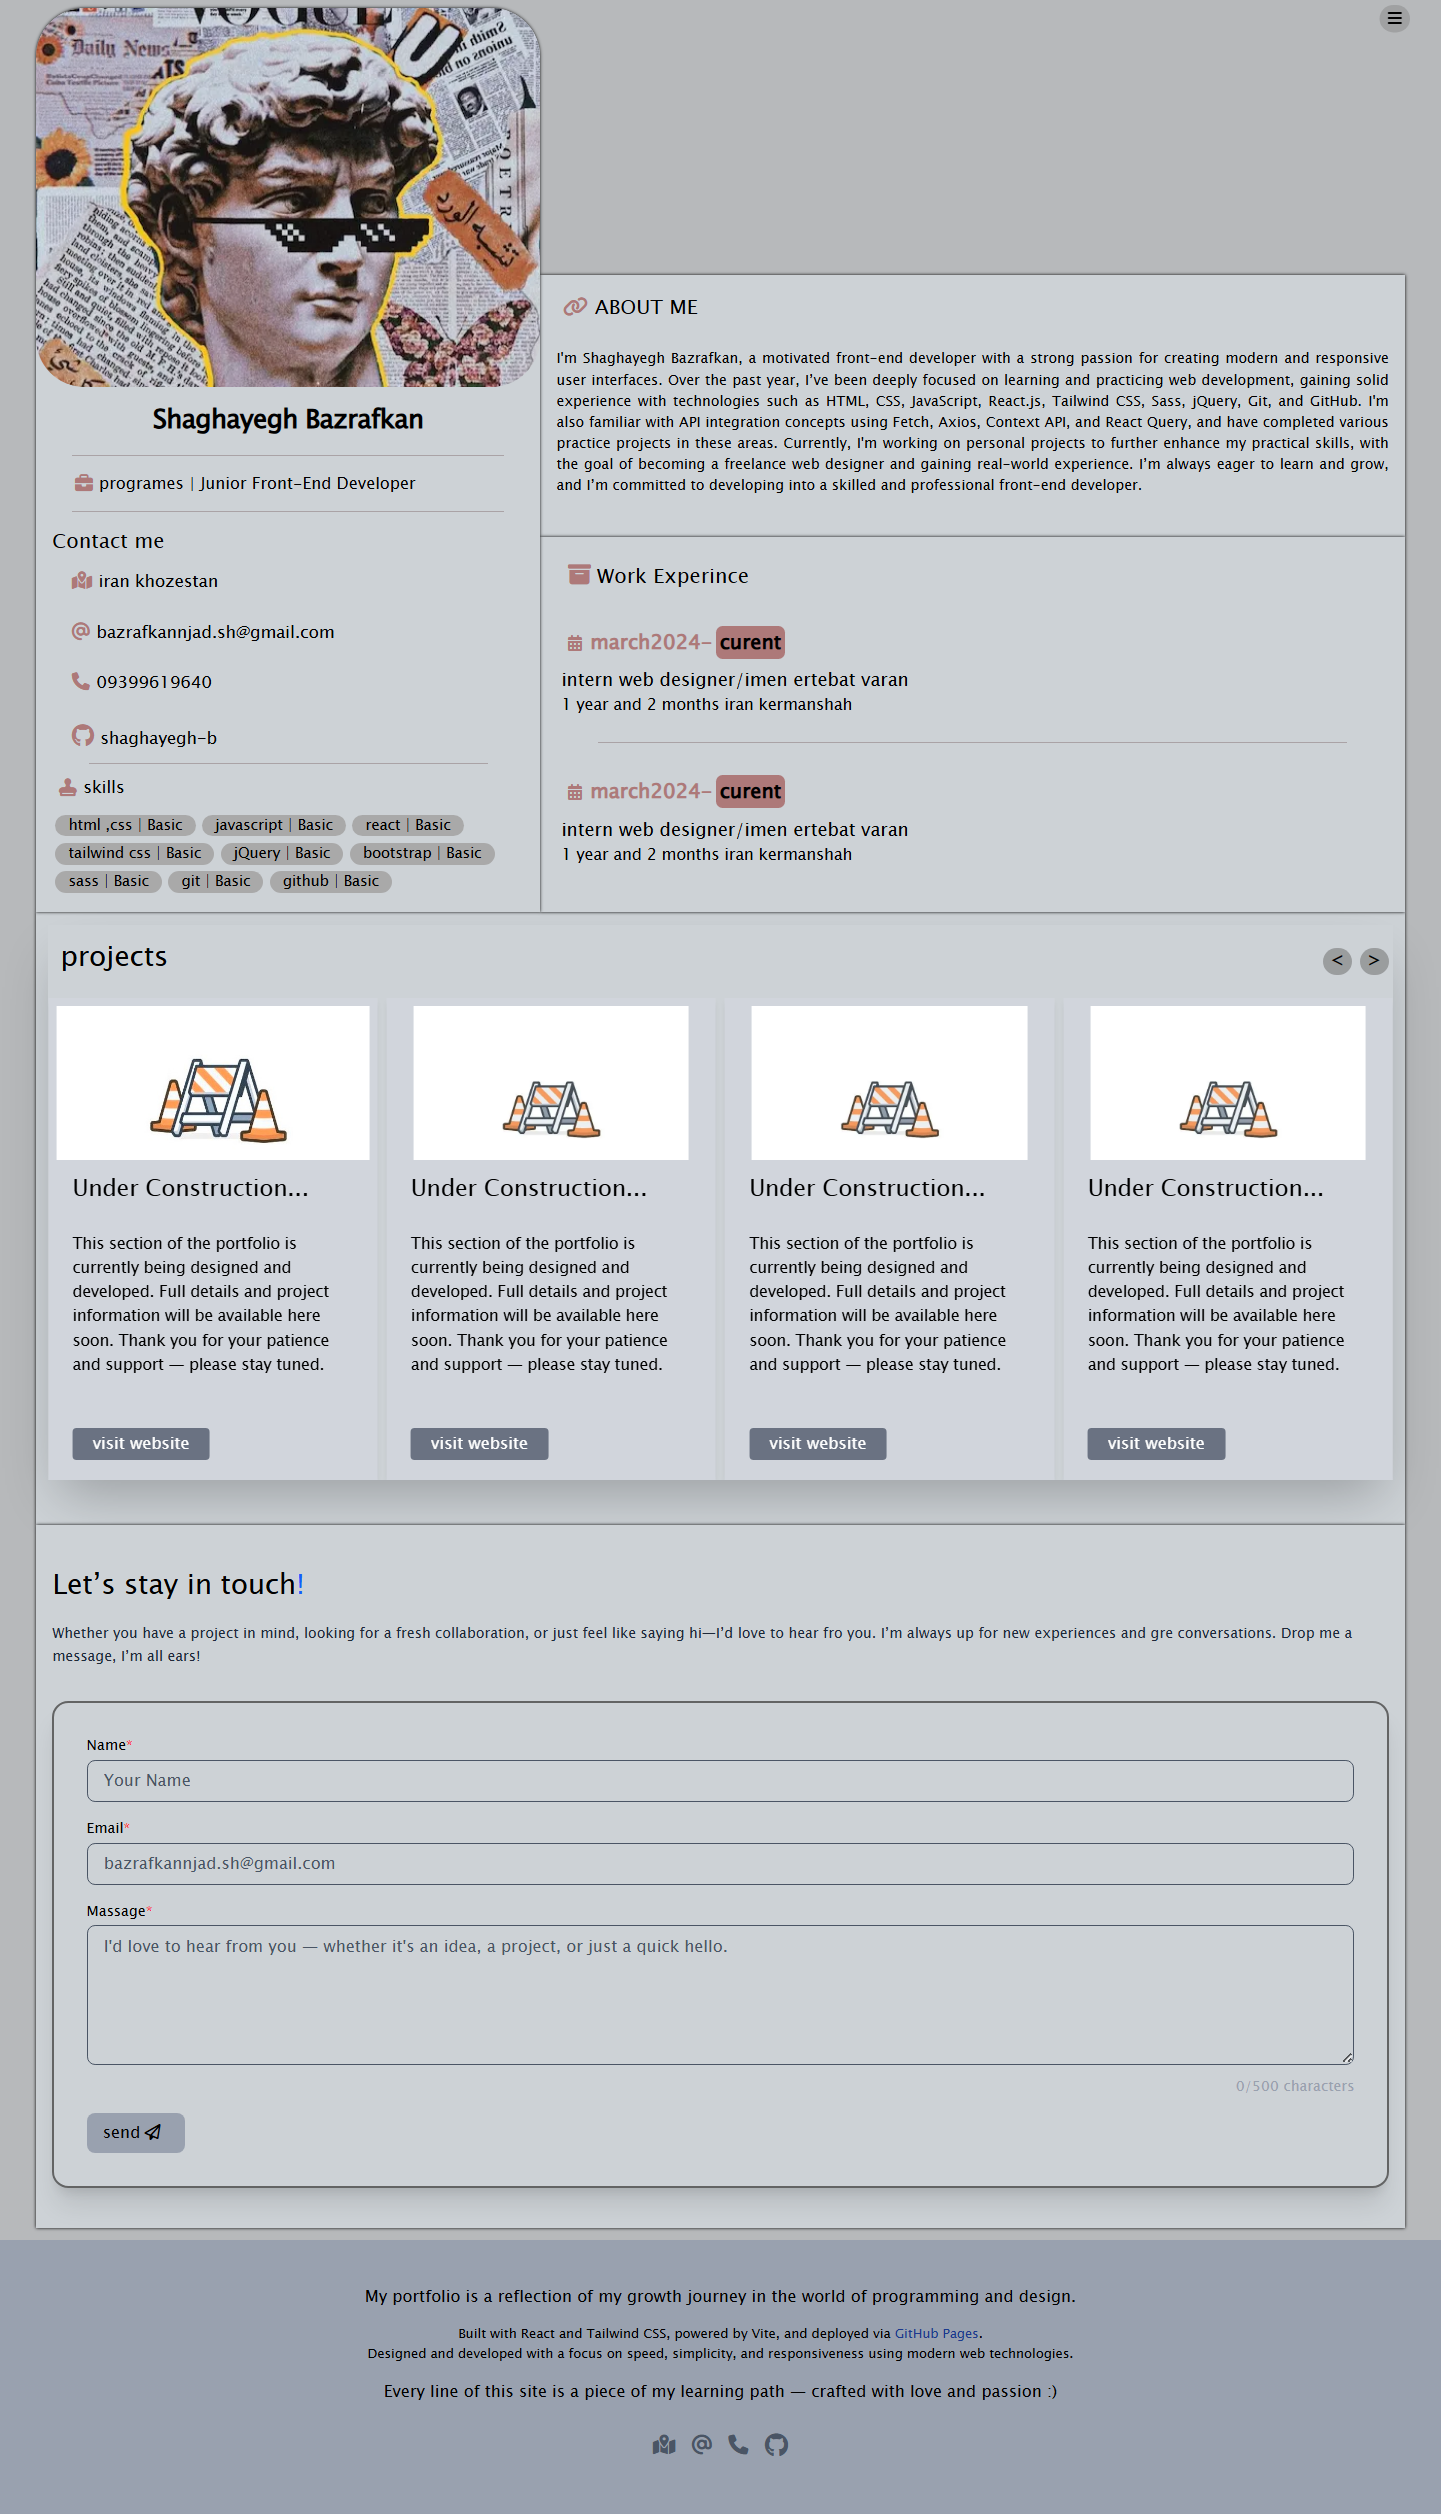 VOGUE
Daily News
POETRY
تشبه الورد
Shaghayegh Bazrafkan
programes | Junior Front-End Developer
Contact me
iran khozestan
bazrafkannjad.sh@gmail.com
09399619640
shaghayegh-b
skills
html ,css | Basic
javascript | Basic
react | Basic
tailwind css | Basic
jQuery | Basic
bootstrap | Basic
sass | Basic
git | Basic
github | Basic
ABOUT ME
I'm Shaghayegh Bazrafkan, a motivated front-end developer with a strong passion for creating modern and responsive
user interfaces. Over the past year, I've been deeply focused on learning and practicing web development, gaining solid
experience with technologies such as HTML, CSS, JavaScript, React.js, Tailwind CSS, Sass, jQuery, Git, and GitHub. I'm
also familiar with API integration concepts using Fetch, Axios, Context API, and React Query, and have completed various
practice projects in these areas. Currently, I'm working on personal projects to further enhance my practical skills, with
the goal of becoming a freelance web designer and gaining real-world experience. I'm always eager to learn and grow,
and I'm committed to developing into a skilled and professional front-end developer.
Work Experince
march2024- curent
intern web designer/imen ertebat varan
1 year and 2 months iran kermanshah
march2024- curent
intern web designer/imen ertebat varan
1 year and 2 months iran kermanshah
projects
< >
Under Construction...
This section of the portfolio is
currently being designed and
developed. Full details and project
information will be available here
soon. Thank you for your patience
and support — please stay tuned.
visit website
Under Construction...
This section of the portfolio is
currently being designed and
developed. Full details and project
information will be available here
soon. Thank you for your patience
and support — please stay tuned.
visit website
Under Construction...
This section of the portfolio is
currently being designed and
developed. Full details and project
information will be available here
soon. Thank you for your patience
and support — please stay tuned.
visit website
Under Construction...
This section of the portfolio is
currently being designed and
developed. Full details and project
information will be available here
soon. Thank you for your patience
and support — please stay tuned.
visit website
Let's stay in touch!
Whether you have a project in mind, looking for a fresh collaboration, or just feel like saying hi—I'd love to hear fro you. I'm always up for new experiences and gre conversations. Drop me a
message, I'm all ears!
Name*
Your Name
Email*
bazrafkannjad.sh@gmail.com
Massage*
I'd love to hear from you — whether it's an idea, a project, or just a quick hello.
0/500 characters
send
My portfolio is a reflection of my growth journey in the world of programming and design.
Built with React and Tailwind CSS, powered by Vite, and deployed via GitHub Pages.
Designed and developed with a focus on speed, simplicity, and responsiveness using modern web technologies.
Every line of this site is a piece of my learning path — crafted with love and passion :)